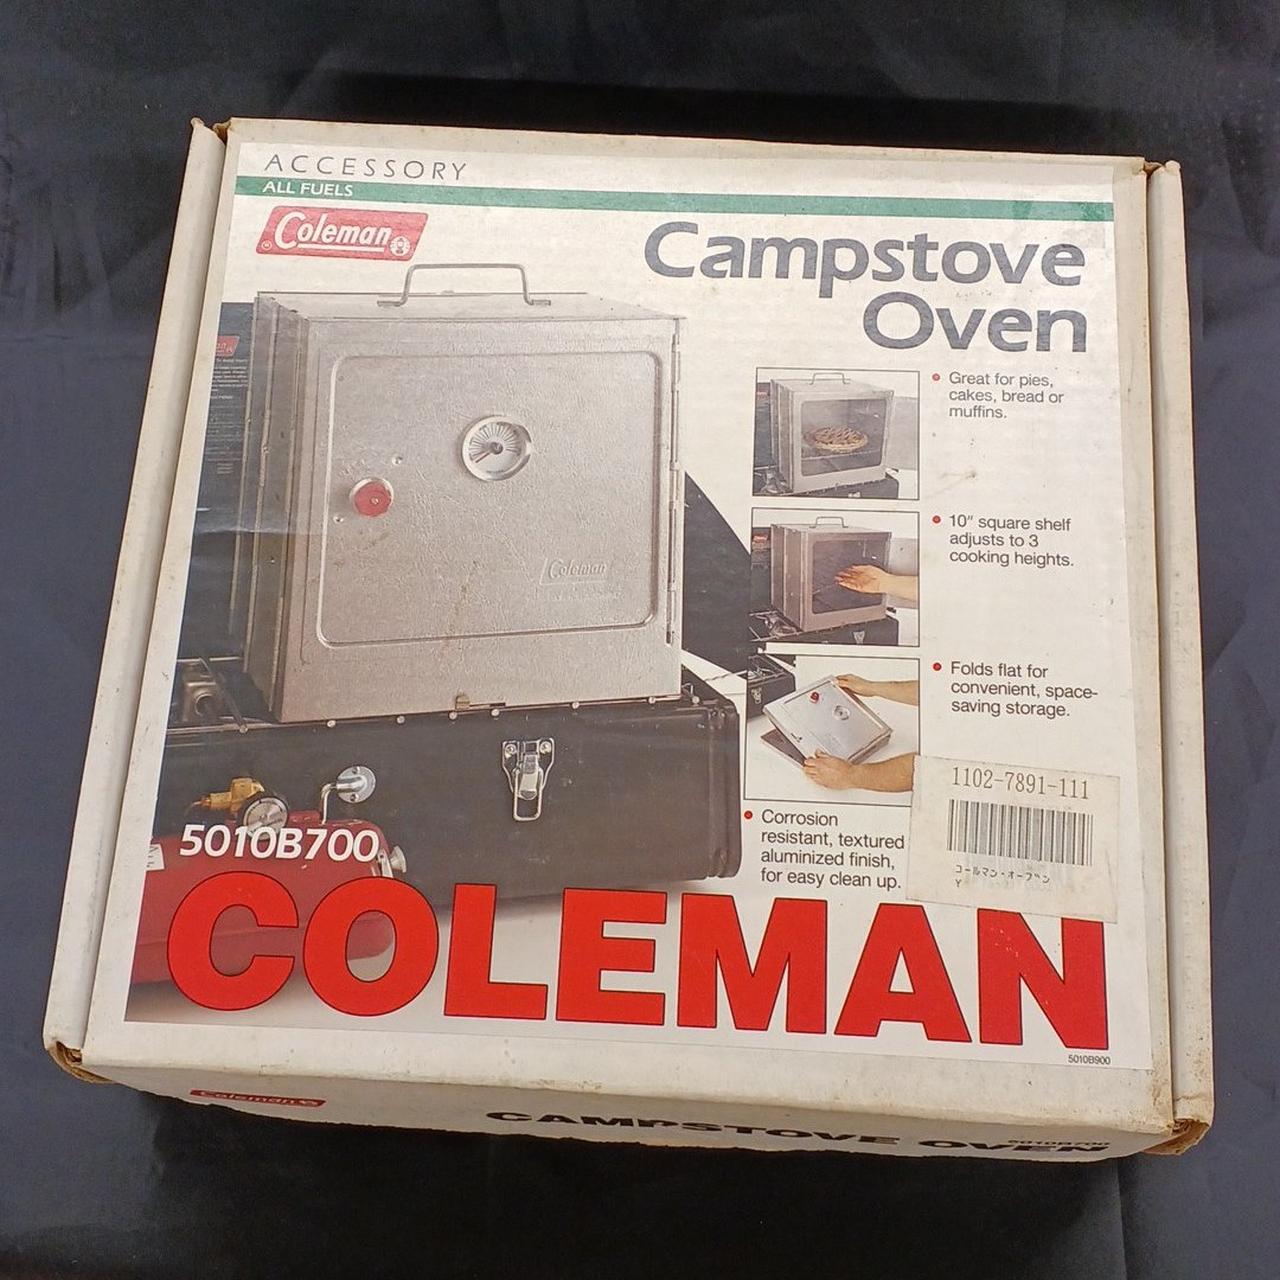 ACCESSORY
ALL FUELS
Coleman
Campstove
Oven
Great for pies,
cakes, bread or
muffins.
10" square shelf
adjusts to 3
cooking heights.
Folds flat for
convenient, space-
saving storage.
Corrosion
resistant, textured
aluminized finish,
for easy clean up.
Coleman
1102-7891-111
コールマン・オーブン
Y
5010B700
COLEMAN
5010B900
Coleman
CAMPSTOVE OVEN
5010B700